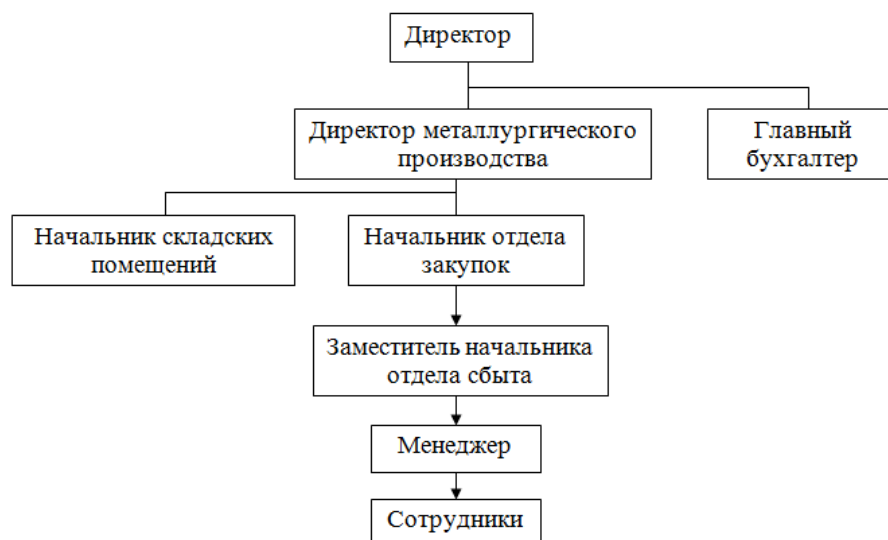 Директор
Директор металлургического
производства
Главный
бухгалтер
Начальник складских
помещений
Начальник отдела
закупок
Заместитель начальника
отдела сбыта
Менеджер
Сотрудники